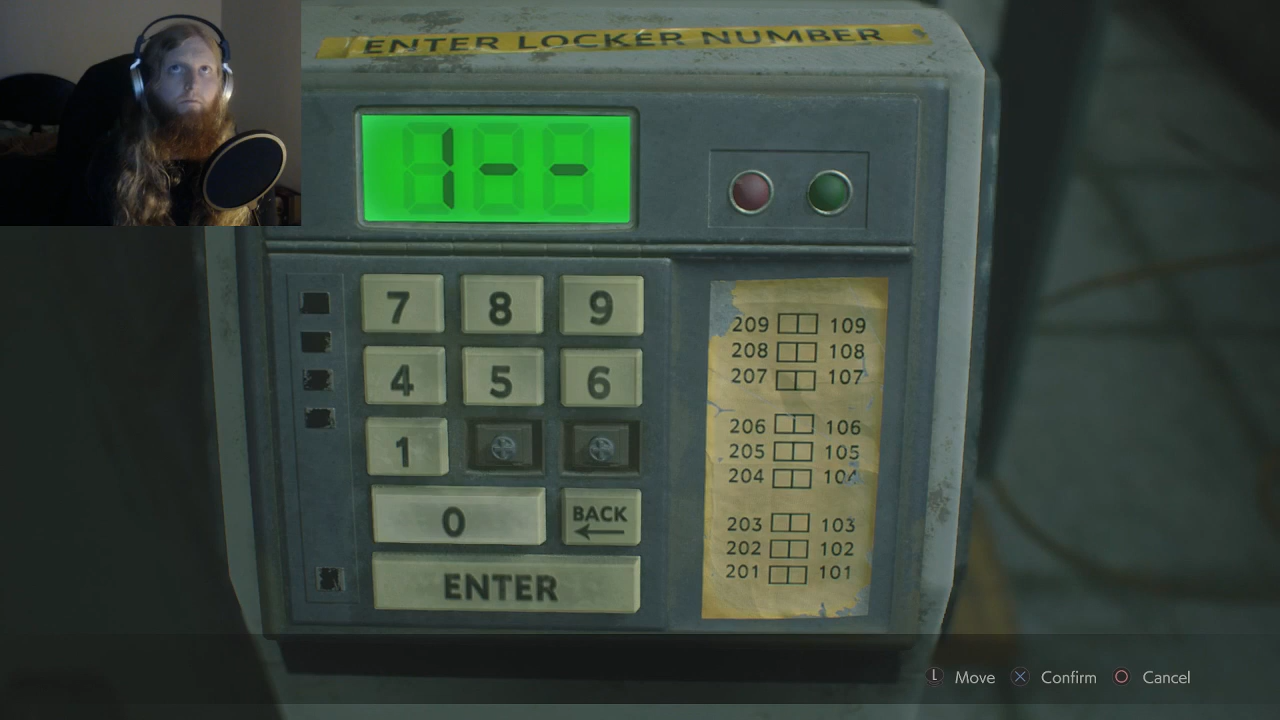 ENTER LOCKER NUMBER
1--
7 8 9
4 5 6
1
0 BACK
ENTER
209 109
208 108
207 107
206 106
205 105
204 104
203 103
202 102
201 101
L Move Confirm Cancel